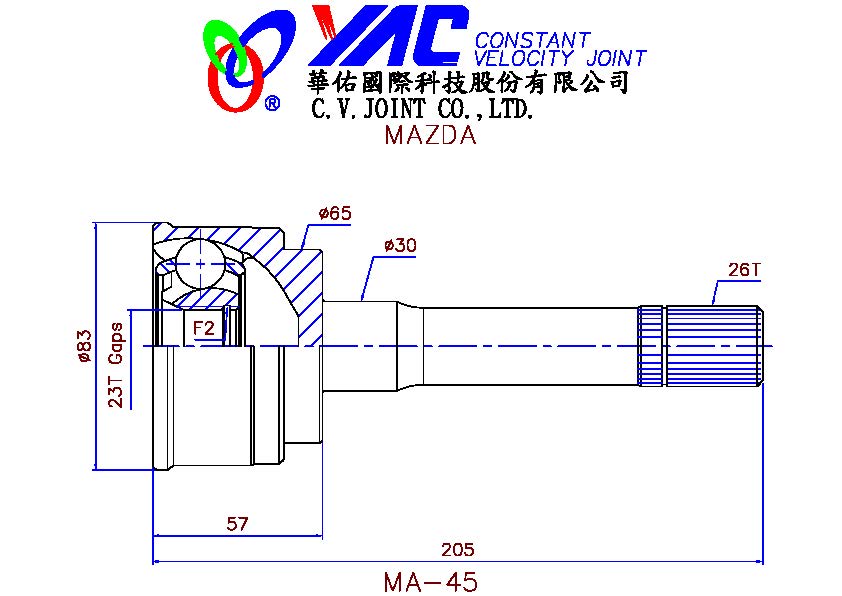 YAC CONSTANT
VELOCITY JOINT
®
華佑國際科技股份有限公司
C.V.JOINT CO.,LTD.
MAZDA
ø65
ø30
26T
F2
ø83
23T Gaps
57
205
MA-45